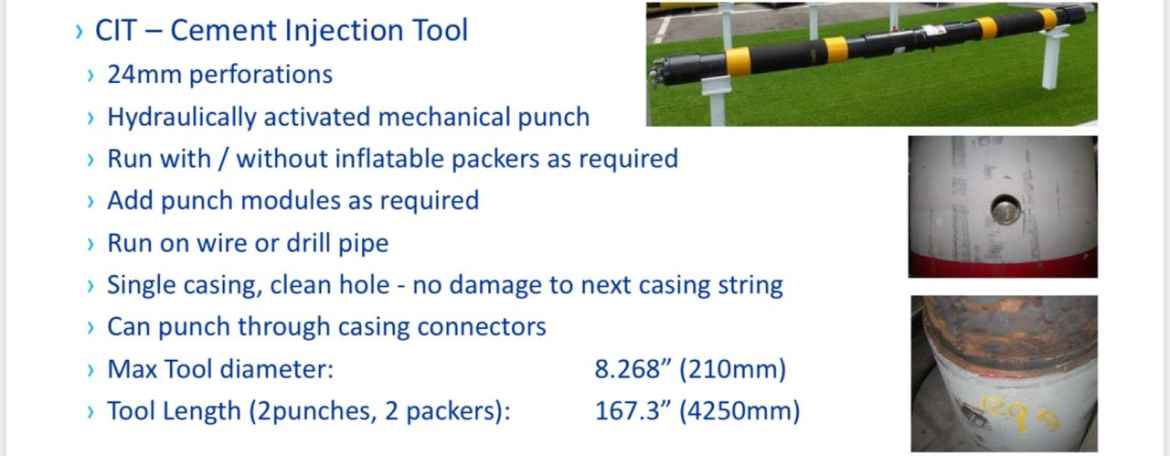 › CIT – Cement Injection Tool
› 24mm perforations
› Hydraulically activated mechanical punch
› Run with / without inflatable packers as required
› Add punch modules as required
› Run on wire or drill pipe
› Single casing, clean hole - no damage to next casing string
› Can punch through casing connectors
› Max Tool diameter: 8.268” (210mm)
› Tool Length (2punches, 2 packers): 167.3” (4250mm)